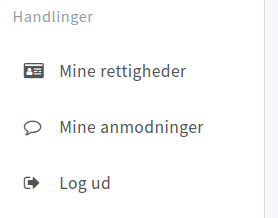 Handlinger
Mine rettigheder
Mine anmodninger
Log ud